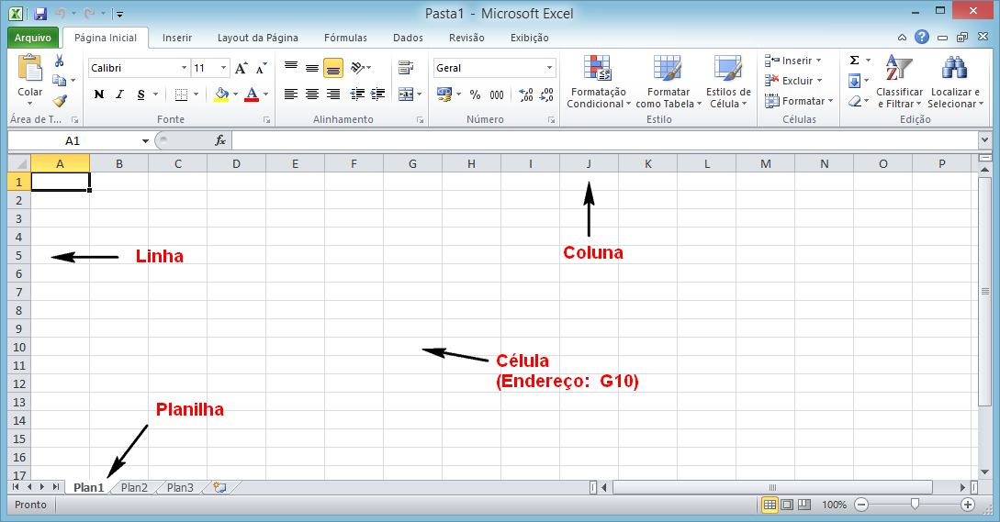 Pasta1 - Microsoft Excel
Arquivo Página Inicial Inserir Layout da Página Fórmulas Dados Revisão Exibição
Calibri 11 A A Geral Inserir Σ
Excluir
Colar N I S A % 000 Formatação Condicional Formatar como Tabela Estilos de Célula Formatar Classificar e Filtrar Localizar e Selecionar
Área de T... Fonte Alinhamento Número Estilo Células Edição
A1 fx
A B C D E F G H I J K L M N O P
1
2
3
4
5 Linha Coluna
6
7
8
9
10
11 Célula
12 (Endereço: G10)
13
14 Planilha
15
16
17
Plan1 Plan2 Plan3
Pronto 100%